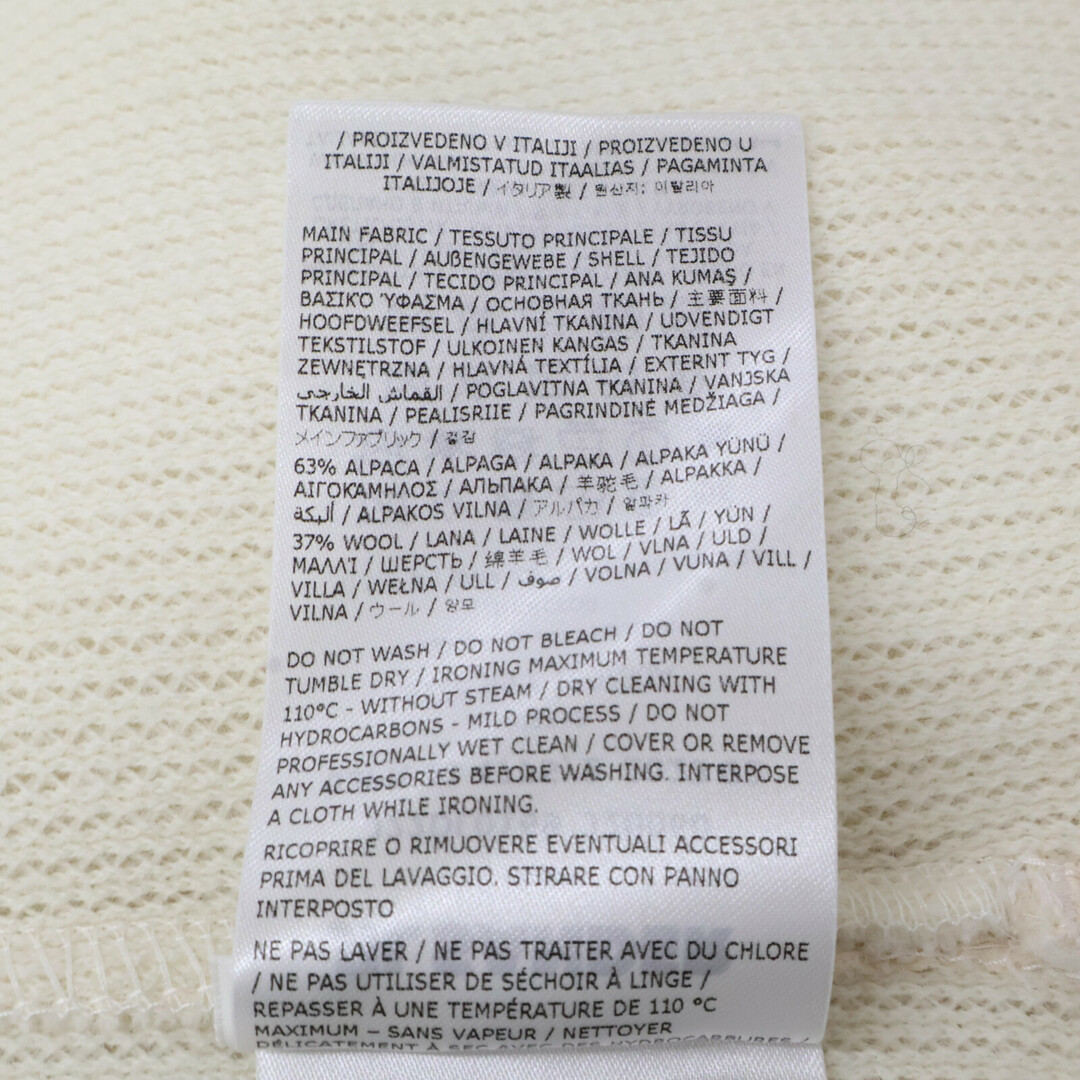 / PROIZVEDENO V ITALIJI / PROIZVEDENO U
ITALIJI / VALMISTATUD ITAALIAS / PAGAMINTA
ITALIJOJE / イタリア製 / 원산지: 이탈리아
MAIN FABRIC / TESSUTO PRINCIPALE / TISSU
PRINCIPAL / AUßENGEWEBE / SHELL / TEJIDO
PRINCIPAL / TECIDO PRINCIPAL / ANA KUMAŞ /
ΒΑΣΙΚΌ ΎΦΑΣΜΑ / ОСНОВНАЯ ТКАНЬ / 主要面料 /
HOOFDWEEFSEL / HLAVNÍ TKANINA / UDVENDIGT
TEKSTILSTOF / ULKOINEN KANGAS / TKANINA
ZEWNĘTRZNA / HLAVNÁ TEXTÍLIA / EXTERNT TYG /
القماش الخارجي / POGLAVITNA TKANINA / VANJSKA
TKANINA / PEALISRIIE / PAGRINDINĖ MEDŽIAGA /
メインファブリック / 겉감
63% ALPACA / ALPAGA / ALPAKA / ALPAKA YÜNÜ /
ΑΙΓΟΚΆΜΗΛΟΣ / АЛЬПАКА / 羊驼毛 / ALPAKKA /
ألبكة / ALPAKOS VILNA / アルパカ / 알파카
37% WOOL / LANA / LAINE / WOLLE / LÃ / YÜN /
ΜΑΛΛΊ / ШЕРСТЬ / 绵羊毛 / WOL / VLNA / ULD /
VILLA / WEŁNA / ULL / صوف / VOLNA / VUNA / VILL /
VILNA / ウール / 양모
DO NOT WASH / DO NOT BLEACH / DO NOT
TUMBLE DRY / IRONING MAXIMUM TEMPERATURE
110°C - WITHOUT STEAM / DRY CLEANING WITH
HYDROCARBONS - MILD PROCESS / DO NOT
PROFESSIONALLY WET CLEAN / COVER OR REMOVE
ANY ACCESSORIES BEFORE WASHING. INTERPOSE
A CLOTH WHILE IRONING.
RICOPRIRE O RIMUOVERE EVENTUALI ACCESSORI
PRIMA DEL LAVAGGIO. STIRARE CON PANNO
INTERPOSTO
NE PAS LAVER / NE PAS TRAITER AVEC DU CHLORE
/ NE PAS UTILISER DE SÉCHOIR À LINGE /
REPASSER À UNE TEMPÉRATURE DE 110 °C
MAXIMUM – SANS VAPEUR / NETTOYER
DÉLICATEMENT À SEC AVEC DES HYDROCARBURES /